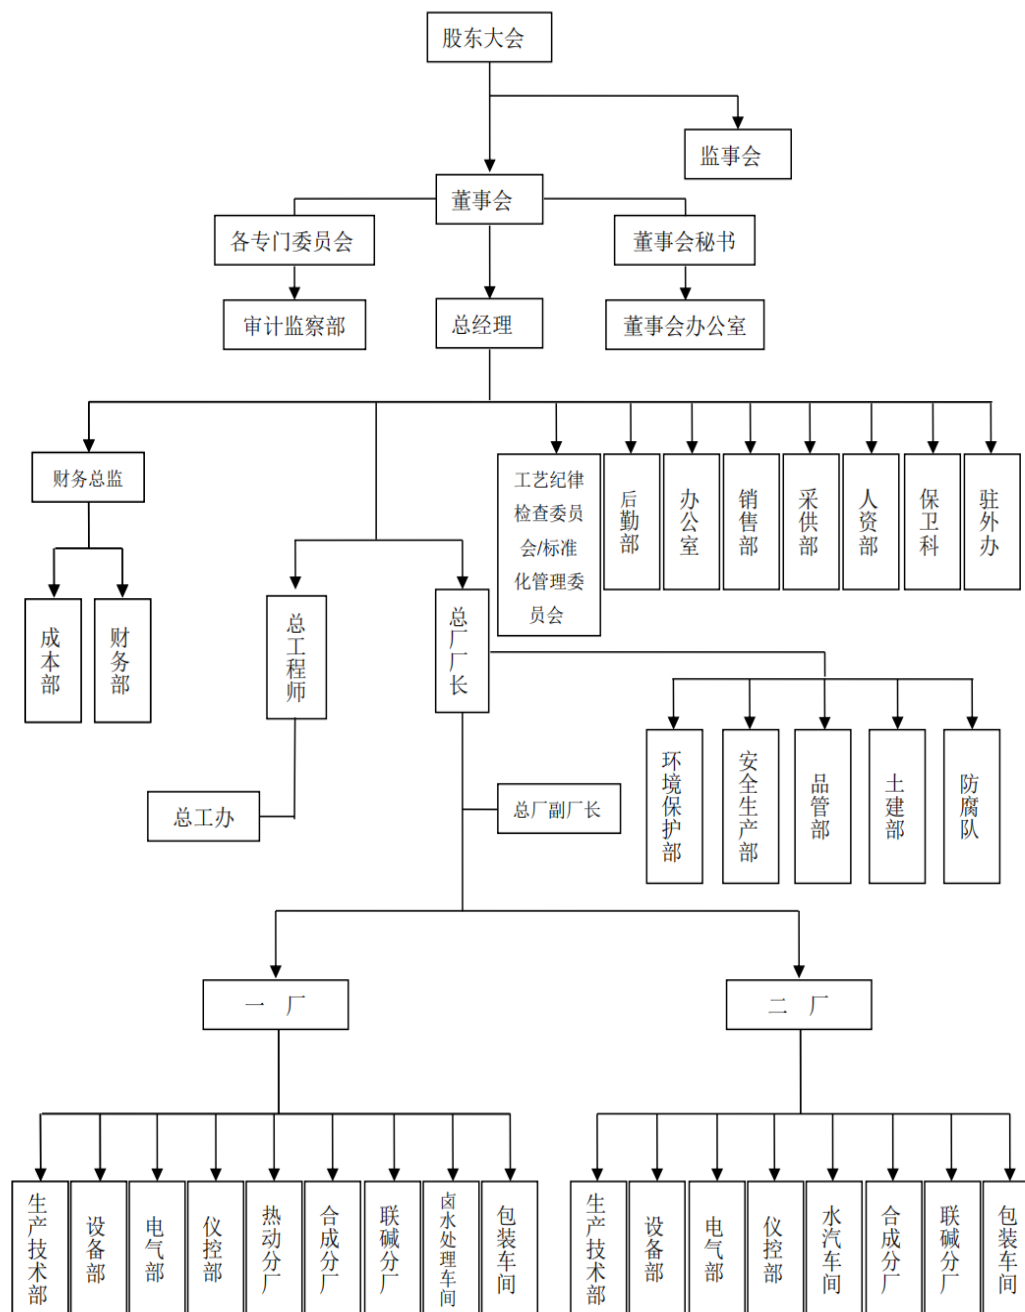 股东大会
监事会
董事会
各专门委员会
董事会秘书
审计监察部
总经理
董事会办公室
财务总监
工艺纪律
检查委员
会/标准
化管理委
员会
后勤部
办公室
销售部
采供部
人资部
保卫科
驻外办
成本部
财务部
总工程师
总厂厂长
环境保护部
安全生产部
品管部
土建部
防腐队
总工办
总厂副厂长
一 厂
二 厂
生产技术部
设备部
电气部
仪控部
热动分厂
合成分厂
联碱分厂
卤水处理车间
包装车间
生产技术部
设备部
电气部
仪控部
水汽车间
合成分厂
联碱分厂
包装车间